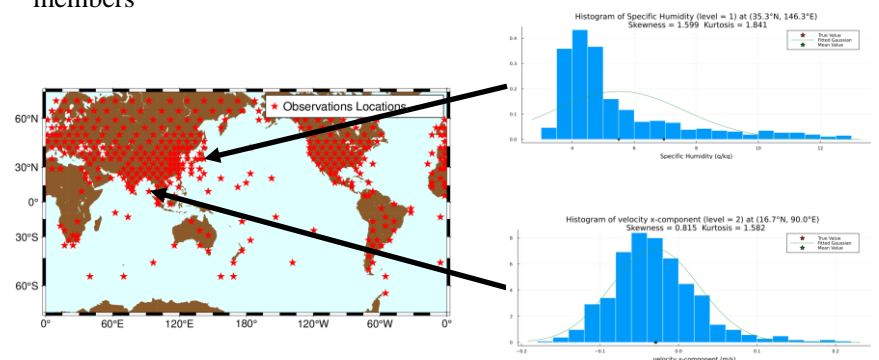 members
Histogram of Specific Humidity (level = 1) at (35.3°N, 146.3°E)
Skewness = 1.599 Kurtosis = 1.841
True Value
Fitted Gaussian
Mean Value
0.4
0.3
0.2
0.1
0.0
4 6 8 10 12
Specific Humidity (g/kg)
Observations Locations
60°N
30°N
0°
30°S
60°S
0° 60°E 120°E 180° 120°W 60°W 0°
Histogram of velocity x-component (level = 2) at (16.7°N, 90.0°E)
Skewness = 0.815 Kurtosis = 1.582
True Value
Fitted Gaussian
Mean Value
8
6
4
2
0
-0.2 -0.1 0.0 0.1 0.2
velocity x-component (m/s)